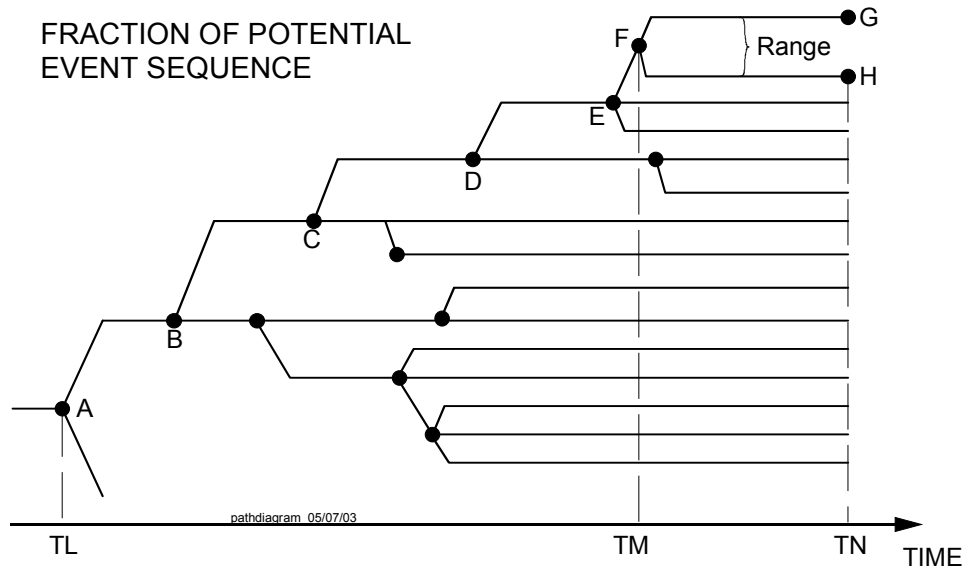 FRACTION OF POTENTIAL
EVENT SEQUENCE
G
F
Range
H
E
D
C
B
A
pathdiagram 05/07/03
TL
TM
TN
TIME